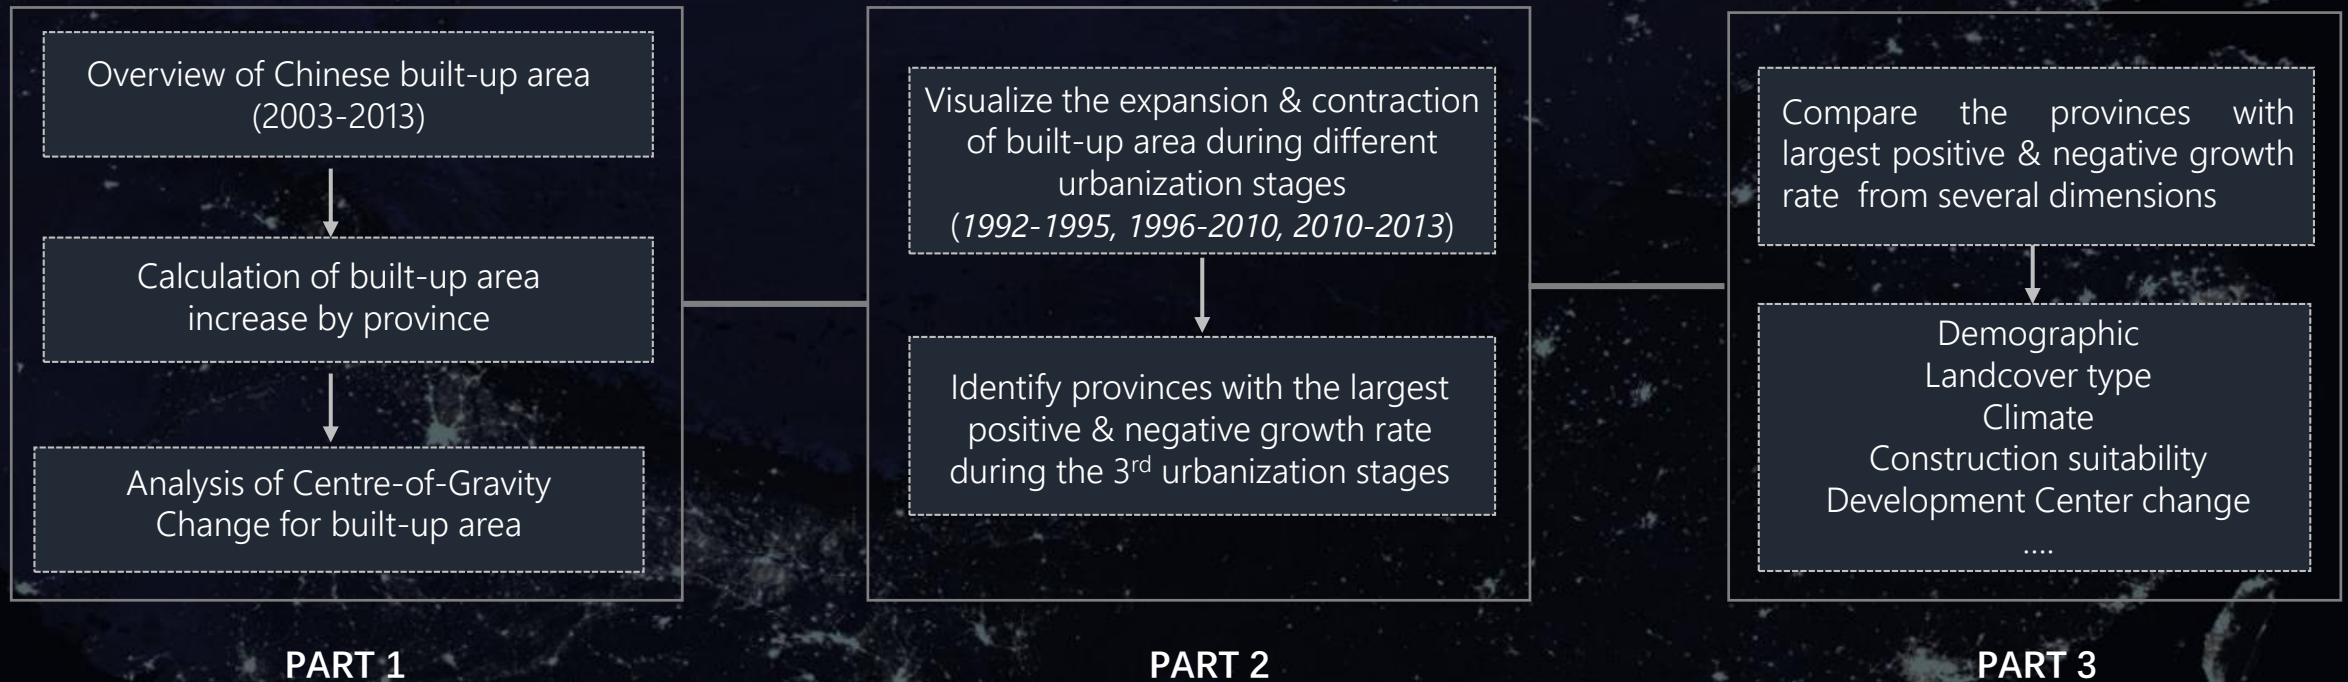 Overview of Chinese built-up area
(2003-2013)
Calculation of built-up area
increase by province
Analysis of Centre-of-Gravity
Change for built-up area
PART 1
Visualize the expansion & contraction
of built-up area during different
urbanization stages
(1992-1995, 1996-2010, 2010-2013)
Identify provinces with the largest
positive & negative growth rate
during the 3rd urbanization stages
PART 2
Compare the provinces with
largest positive & negative growth
rate from several dimensions
Demographic
Landcover type
Climate
Construction suitability
Development Center change
....
PART 3